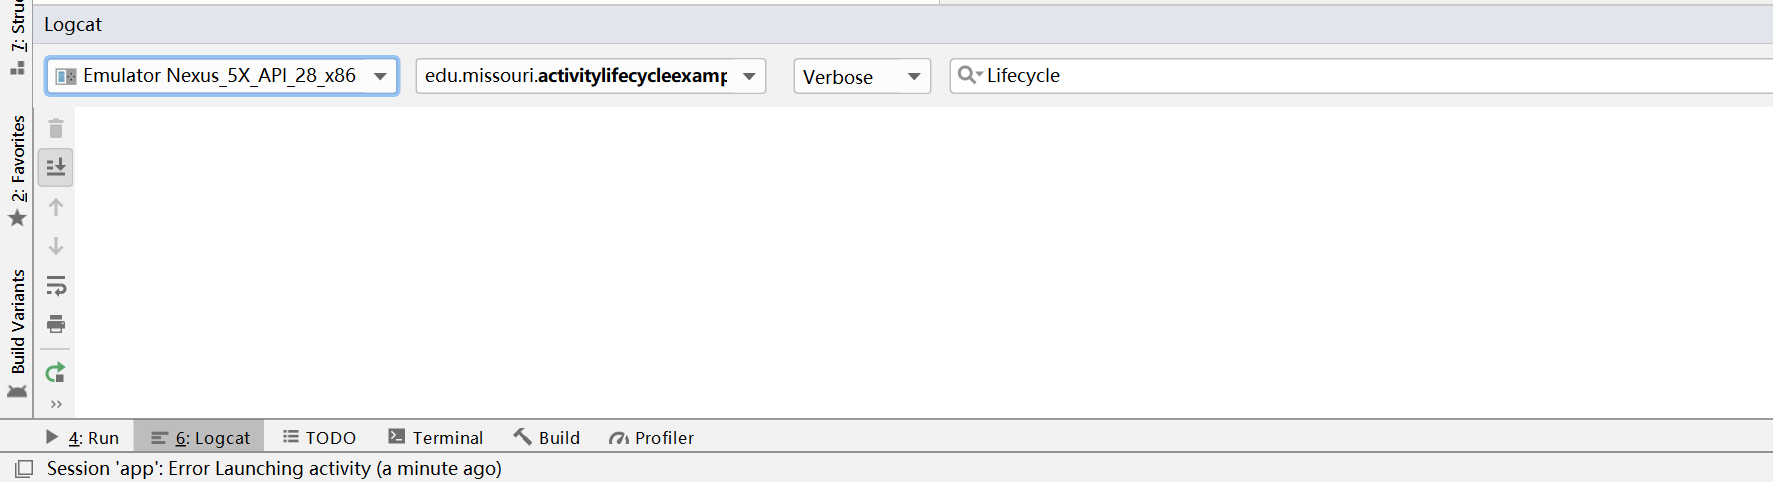 7: Stru
Logcat
Emulator Nexus_5X_API_28_x86
edu.missouri.activitylifecycleexamp
Verbose
Lifecycle
2: Favorites
Build Variants
4: Run
6: Logcat
TODO
Terminal
Build
Profiler
Session 'app': Error Launching activity (a minute ago)